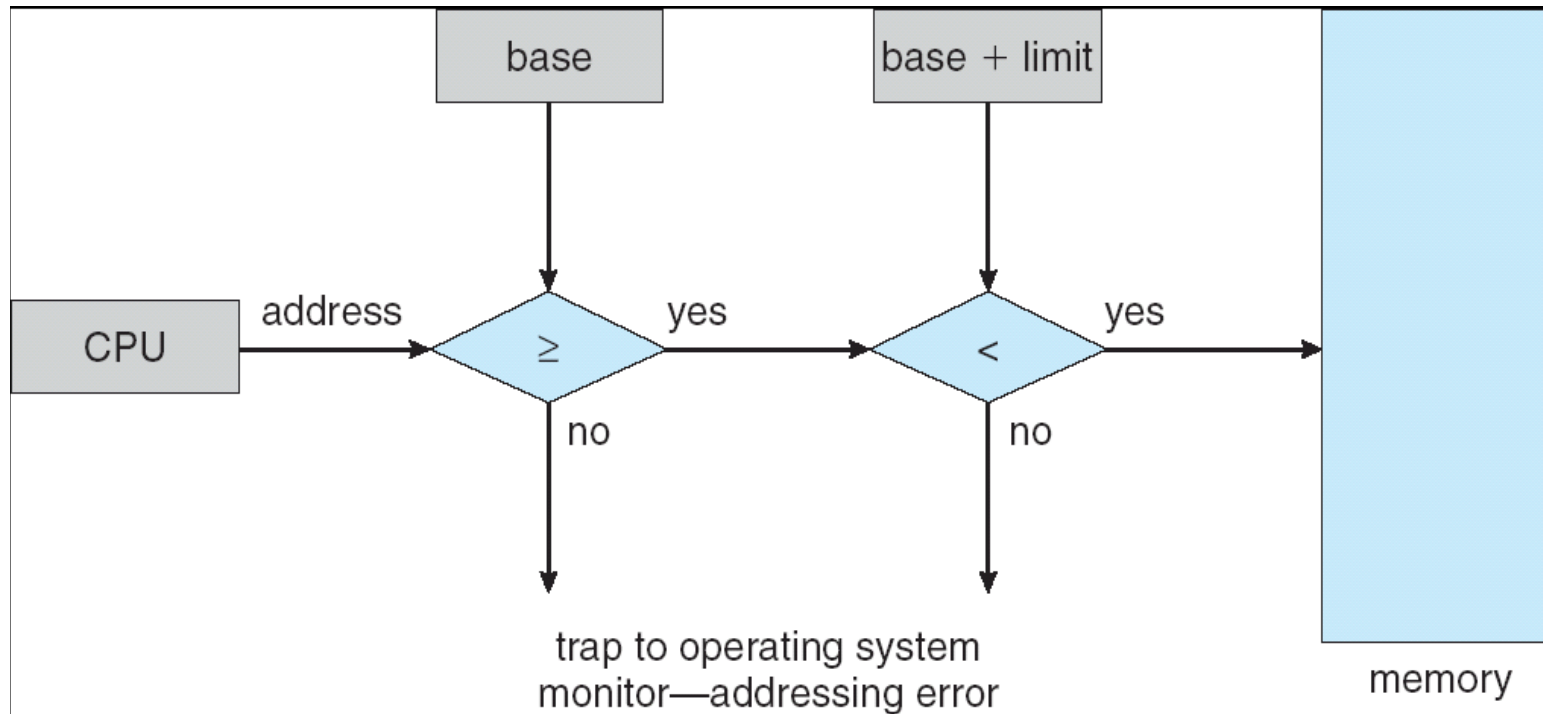 base
base + limit
CPU
address
≥
yes
<
yes
no
no
trap to operating system
monitor—addressing error
memory